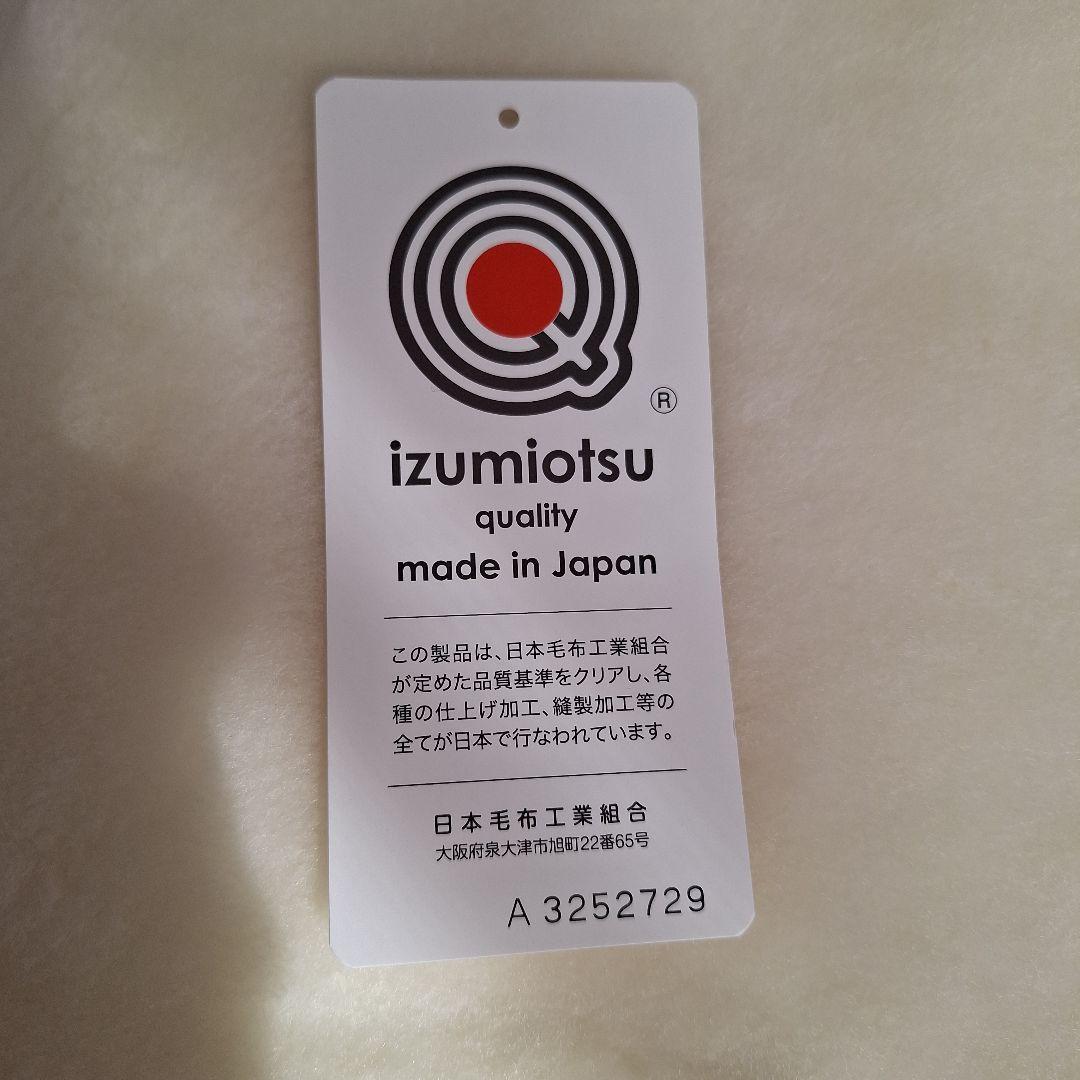 ®
izumiotsu
quality
made in Japan
この製品は、日本毛布工業組合
が定めた品質基準をクリアし、各
種の仕上げ加工、縫製加工等の
全てが日本で行なわれています。
日本毛布工業組合
大阪府泉大津市旭町22番65号
A 3252729